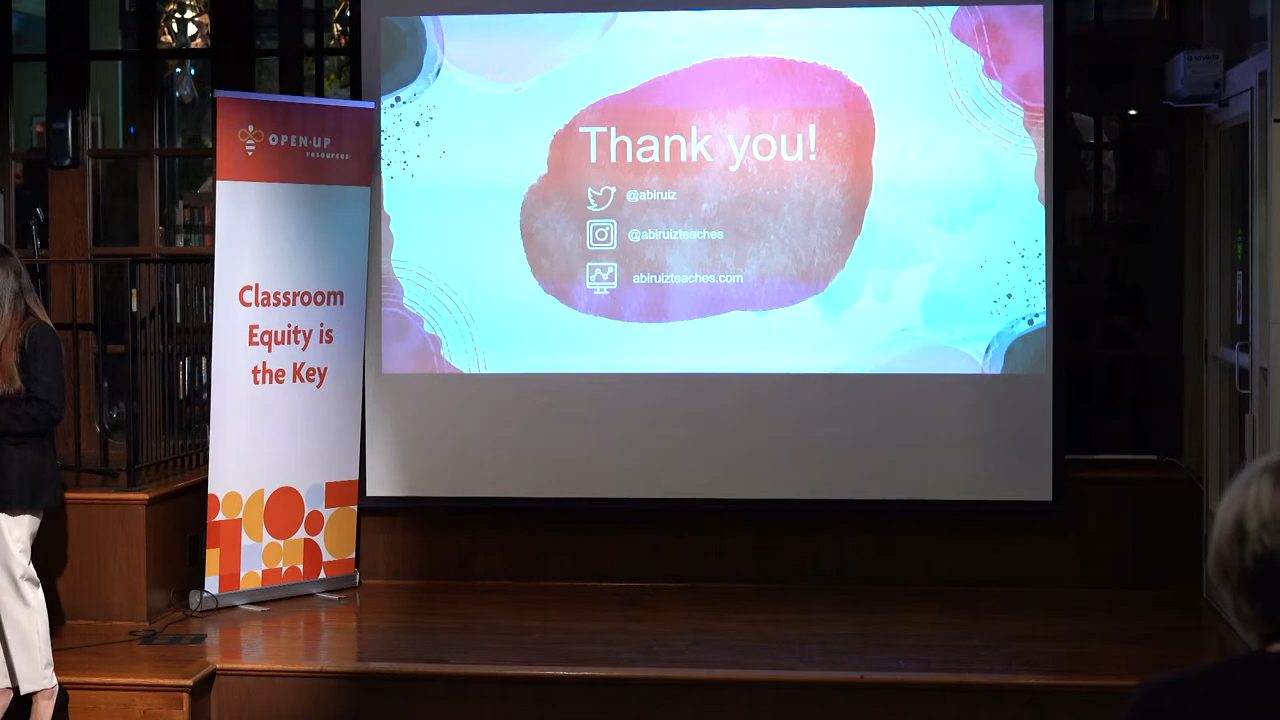 OPEN-UP
resources
Classroom
Equity is
the Key
Thank you!
@abiruiz
@abiruizteaches
abiruizteaches.com